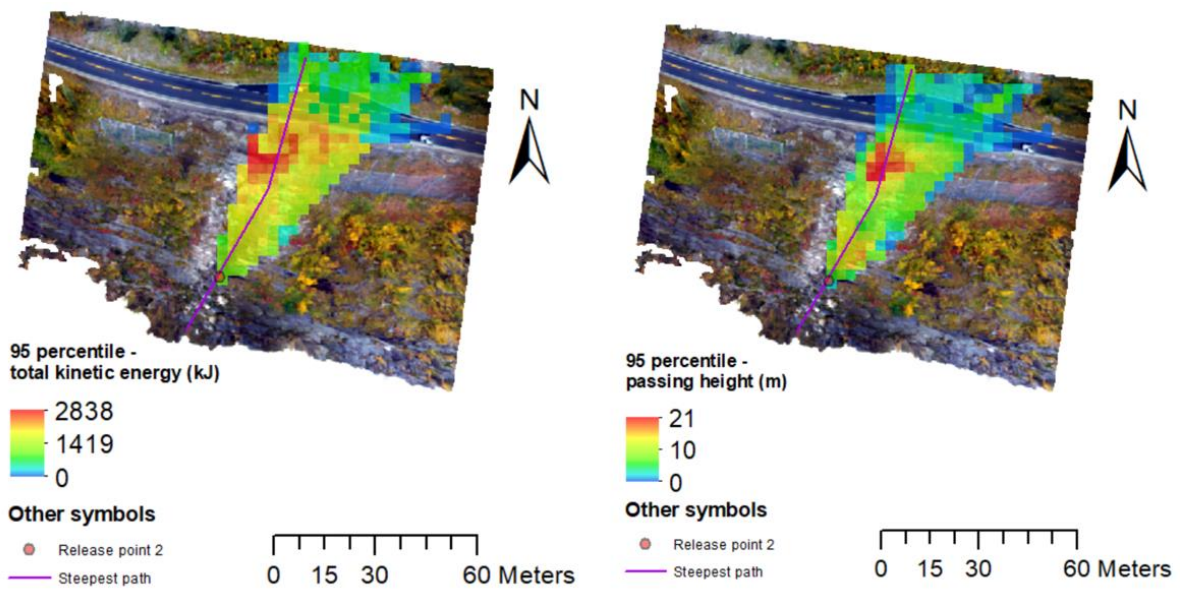 N
95 percentile -
total kinetic energy (kJ)
2838
1419
0
Other symbols
Release point 2
Steepest path
0 15 30 60 Meters
N
95 percentile -
passing height (m)
21
10
0
Other symbols
Release point 2
Steepest path
0 15 30 60 Meters